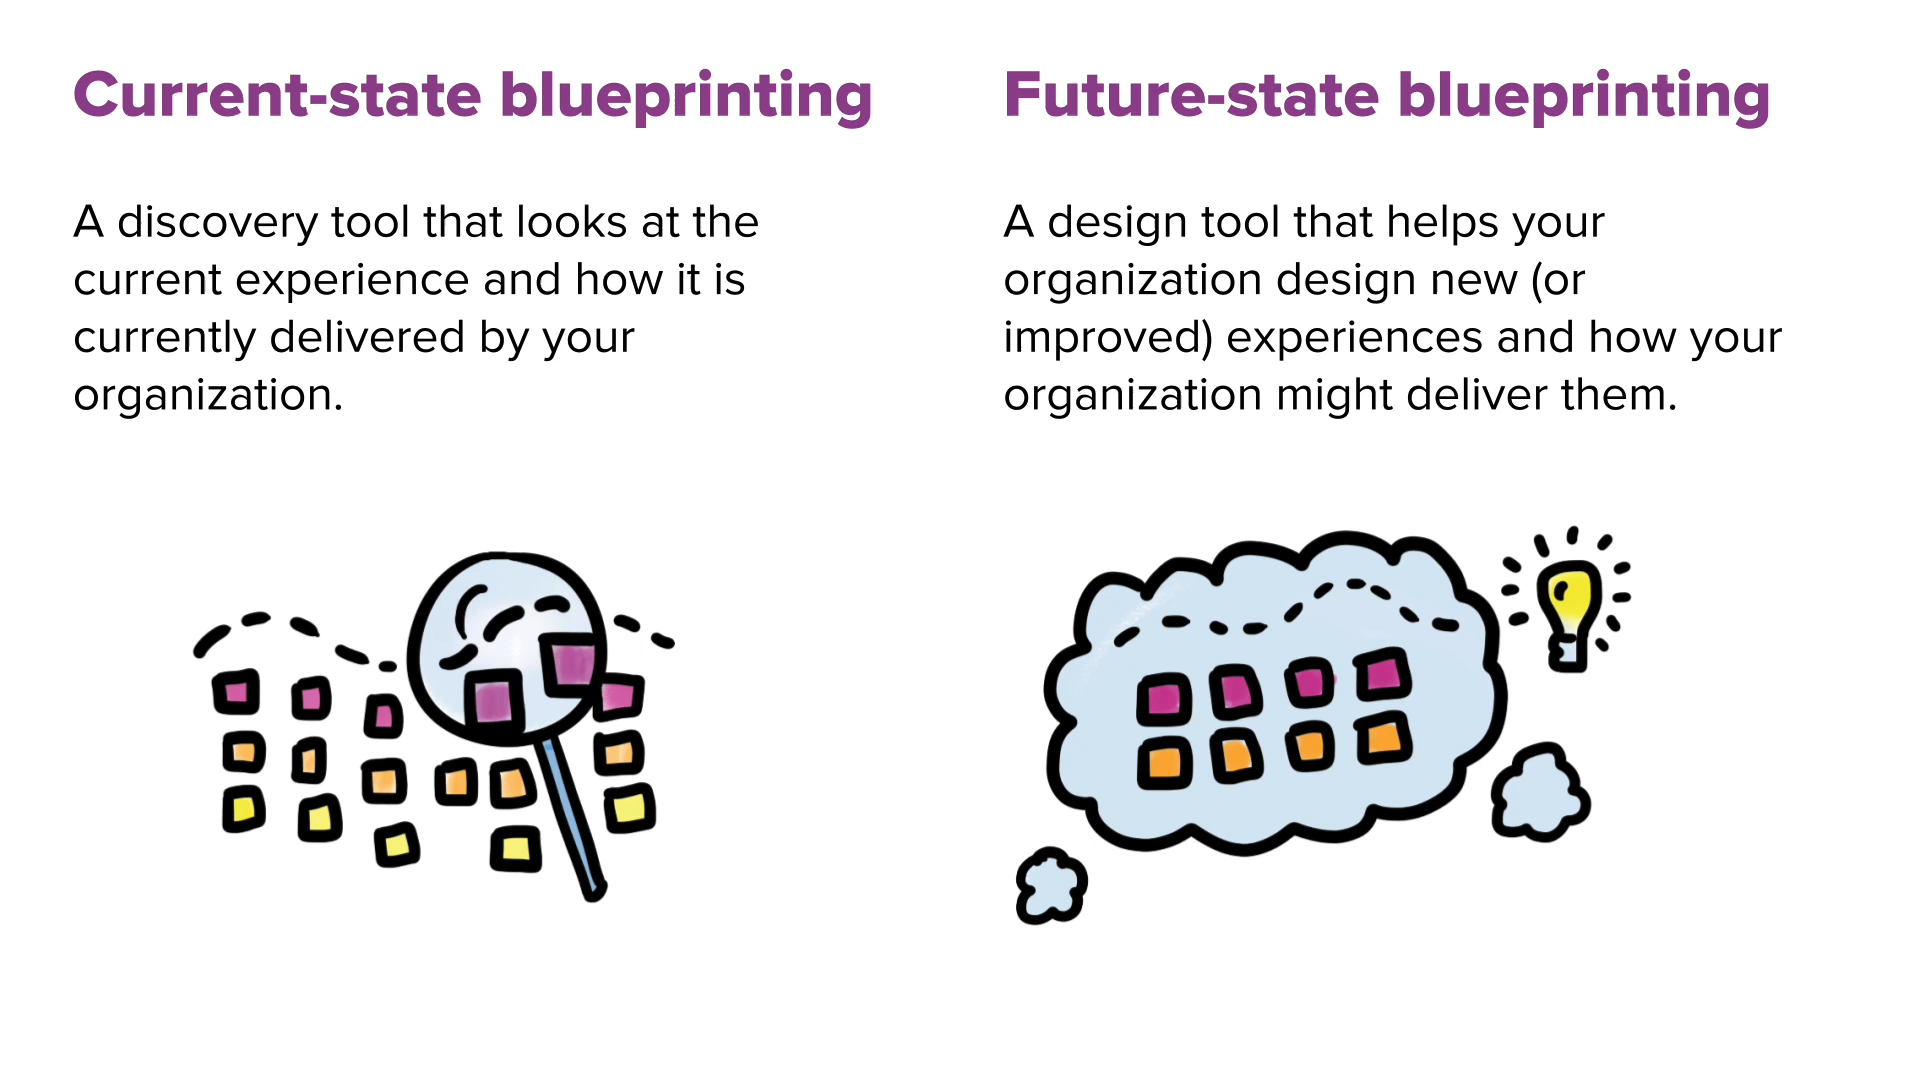 Current-state blueprinting
A discovery tool that looks at the
current experience and how it is
currently delivered by your
organization.
Future-state blueprinting
A design tool that helps your
organization design new (or
improved) experiences and how your
organization might deliver them.